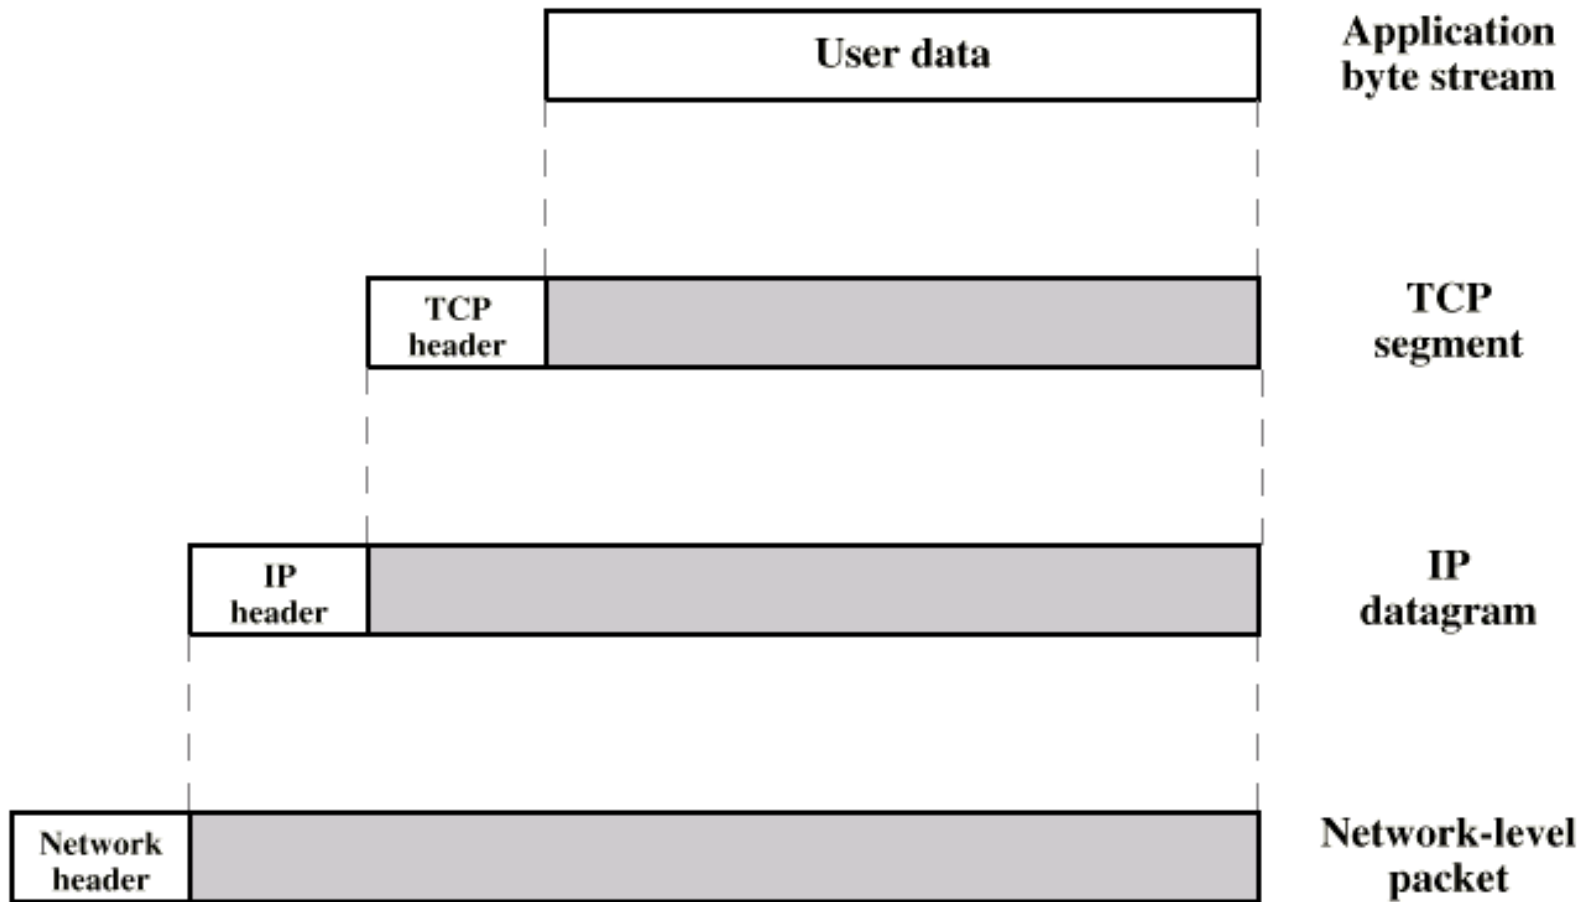 User data
Application
byte stream
TCP
header
TCP
segment
IP
header
IP
datagram
Network
header
Network-level
packet